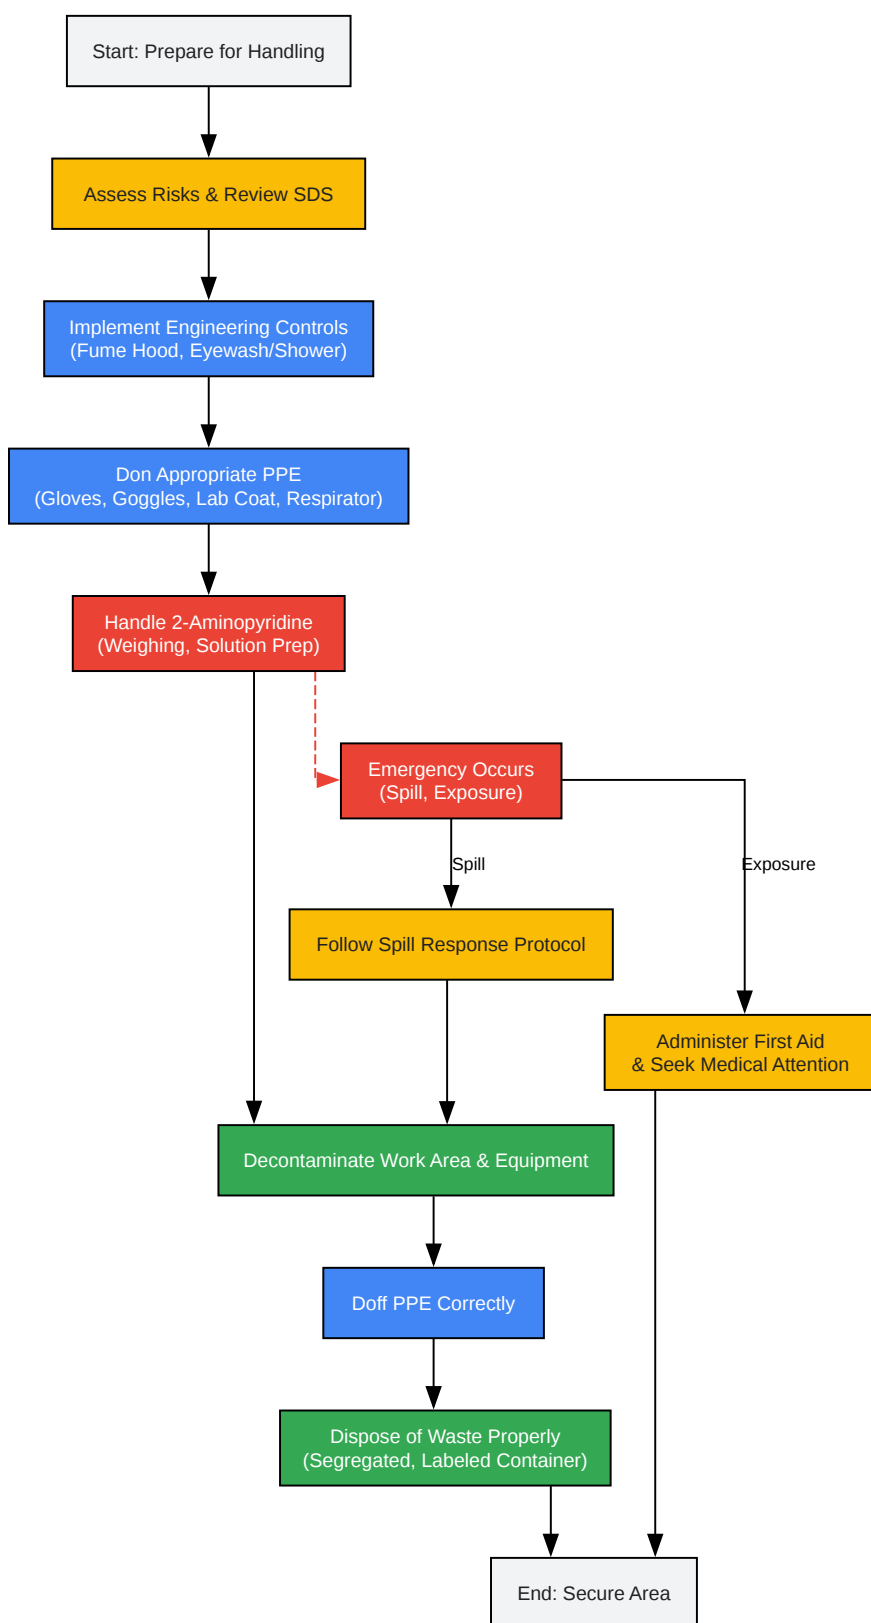 Start: Prepare for Handling
Assess Risks & Review SDS
Implement Engineering Controls
(Fume Hood, Eyewash/Shower)
Don Appropriate PPE
(Gloves, Goggles, Lab Coat, Respirator)
Handle 2-Aminopyridine
(Weighing, Solution Prep)
Emergency Occurs
(Spill, Exposure)
Spill
Exposure
Follow Spill Response Protocol
Administer First Aid
& Seek Medical Attention
Decontaminate Work Area & Equipment
Doff PPE Correctly
Dispose of Waste Properly
(Segregated, Labeled Container)
End: Secure Area